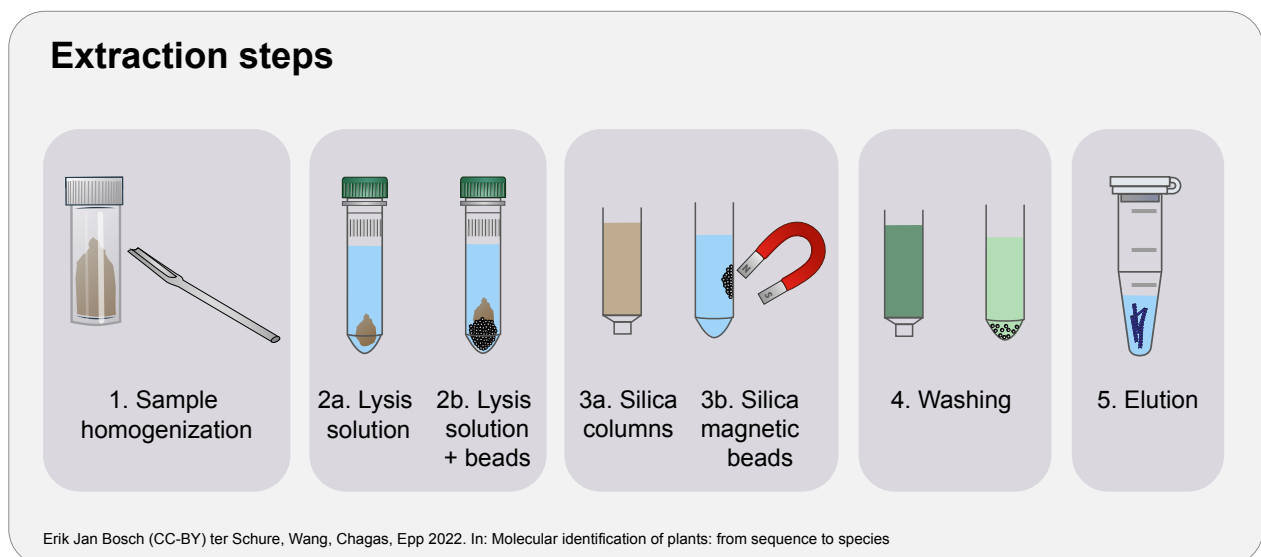 Extraction steps
1. Sample
homogenization
2a. Lysis
solution
2b. Lysis
solution
+ beads
3a. Silica
columns
3b. Silica
magnetic
beads
N
S
4. Washing
5. Elution
Erik Jan Bosch (CC-BY) ter Schure, Wang, Chagas, Epp 2022. In: Molecular identification of plants: from sequence to species